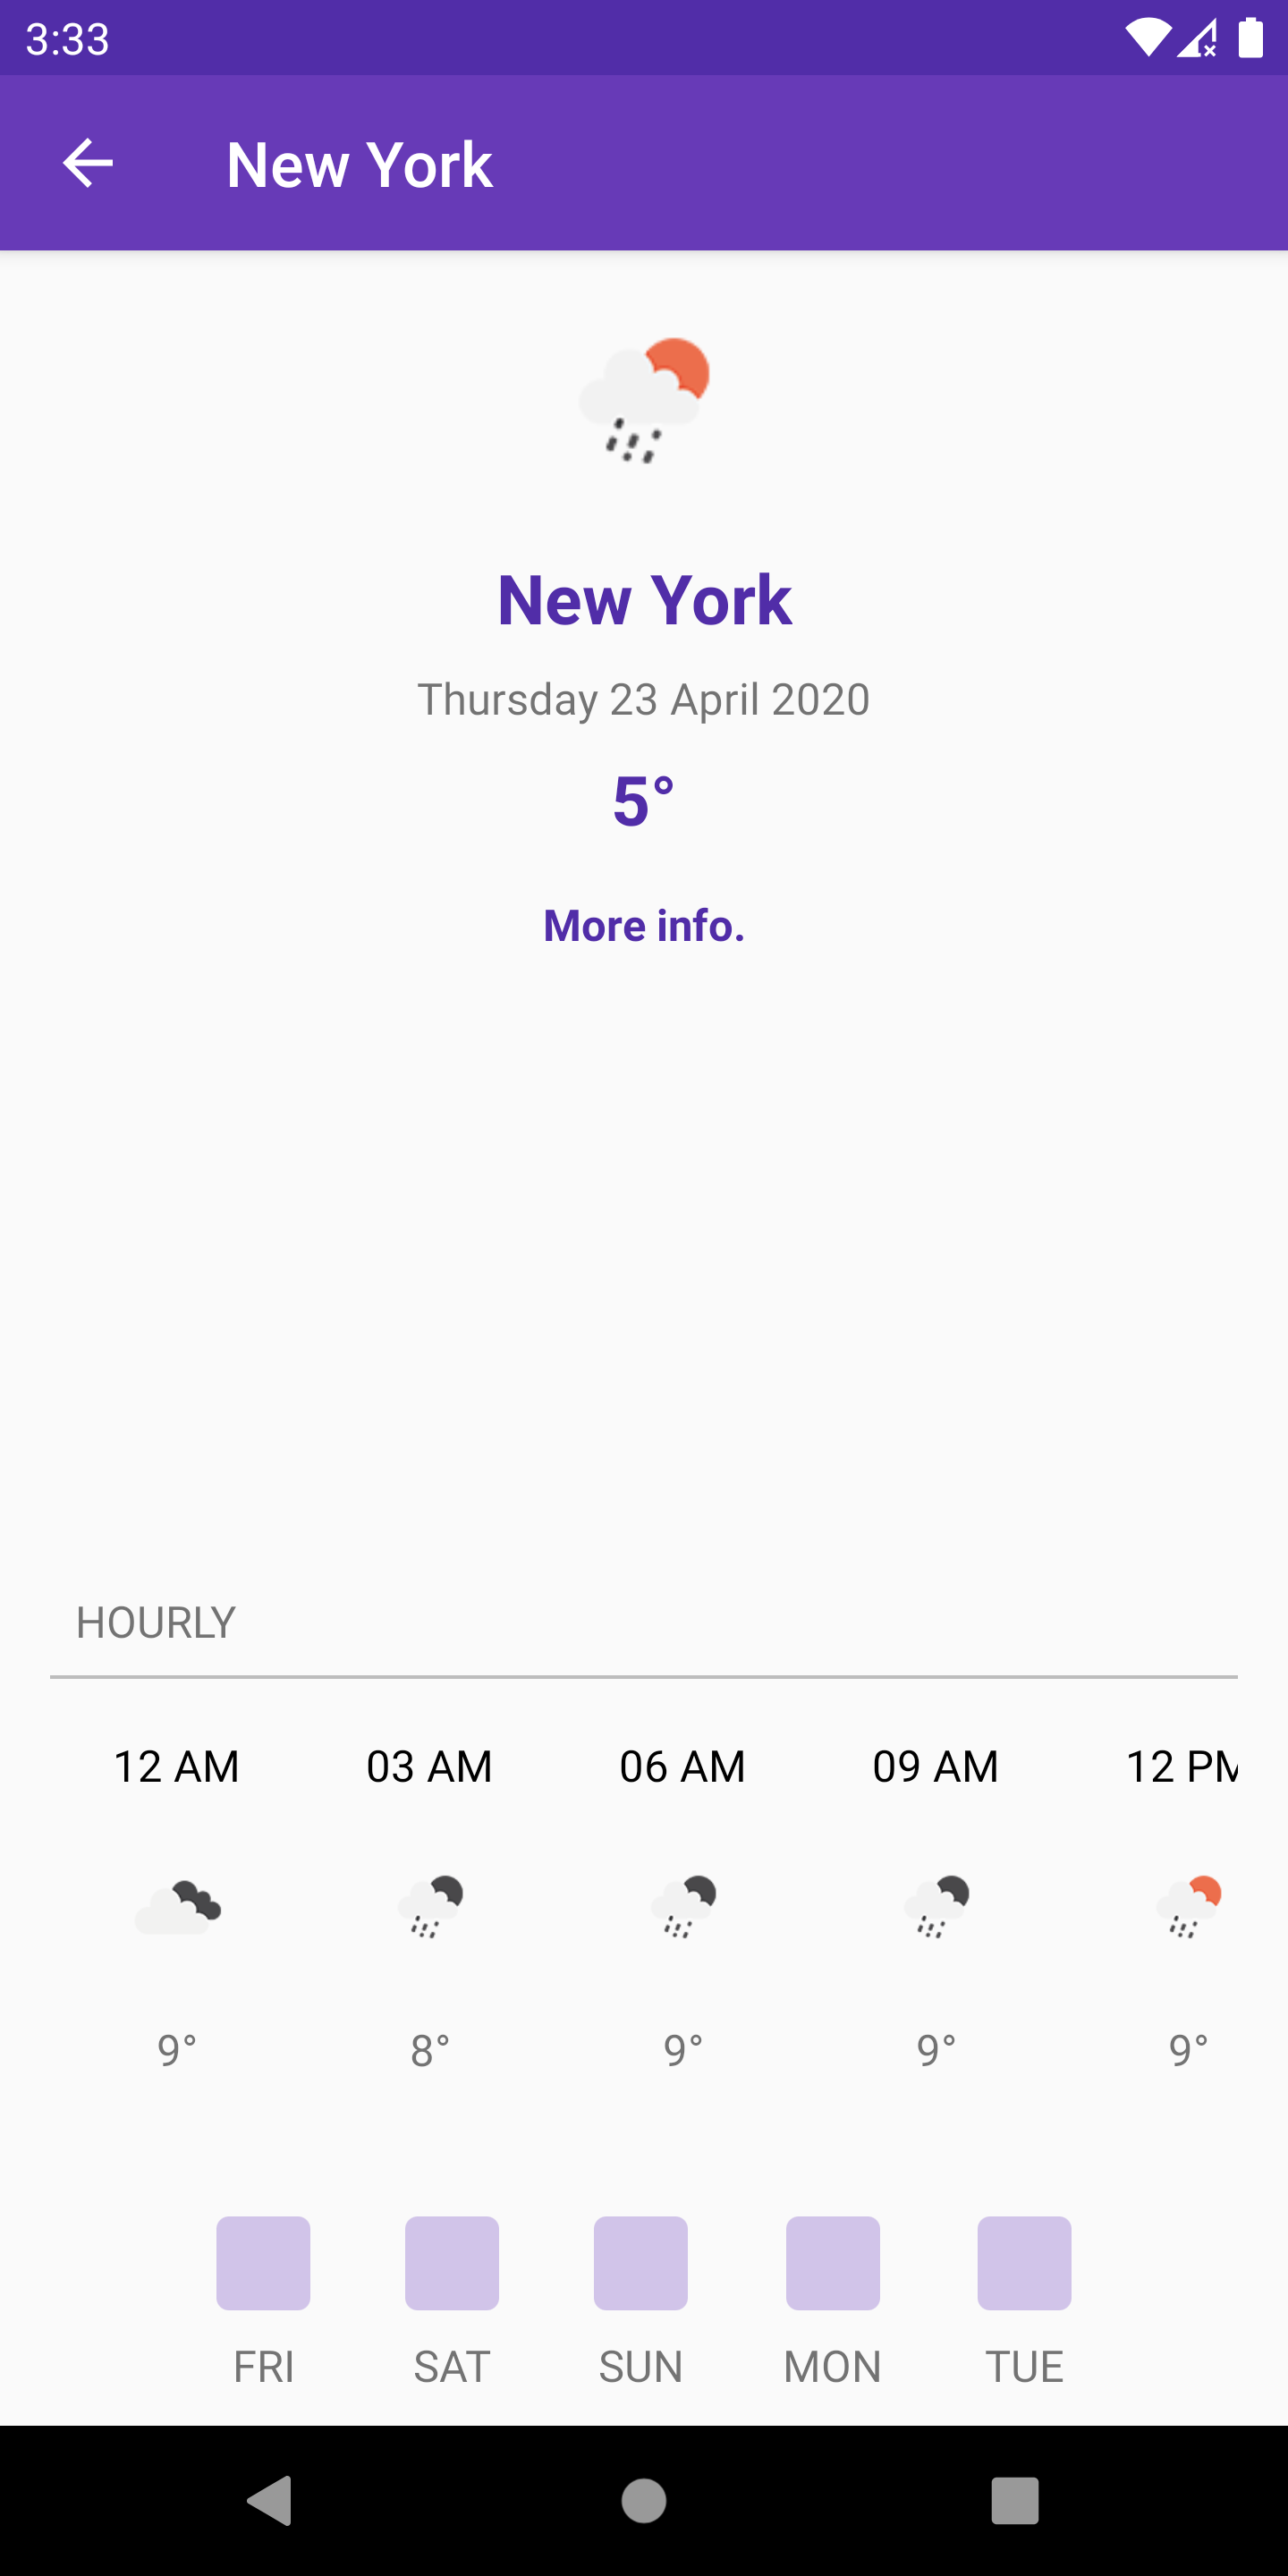 3:33
New York
New York
Thursday 23 April 2020
5°
More info.
HOURLY
12 AM 03 AM 06 AM 09 AM 12 PM
9° 8° 9° 9° 9°
FRI SAT SUN MON TUE